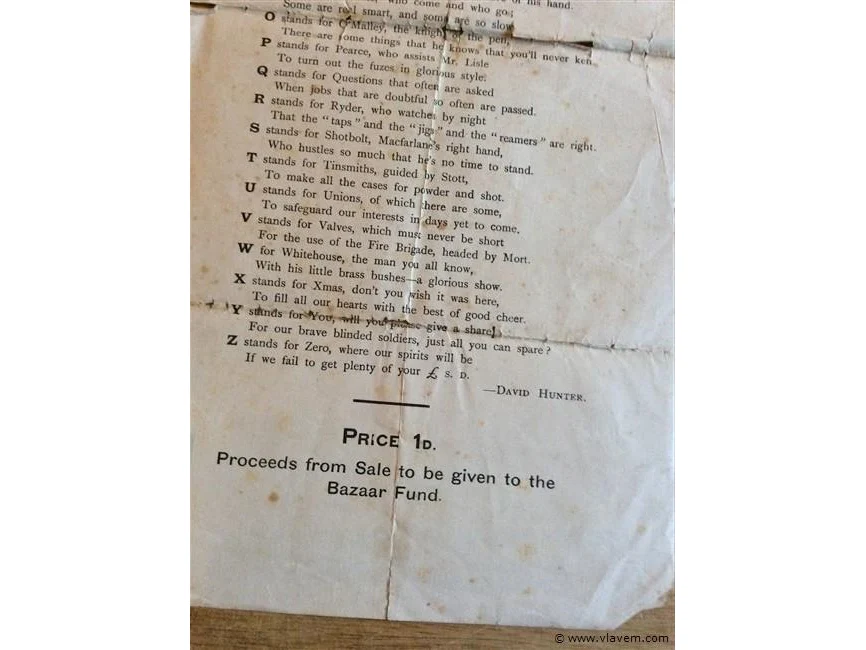 who come and who go;
Some are real smart, and some are so slow
O stands for O'Malley, the knight of the pen,
There are some things that he knows that you'll never ken
P stands for Pearce, who assists Mr. Lisle
To turn out the fuzes in glorious style.
Q stands for Questions that often are asked
When jobs that are doubtful so often are passed.
R stands for Ryder, who watches by night
That the "taps" and the "jigs" and the "reamers" are right.
S stands for Shotbolt, Macfarlane's right hand,
Who hustles so much that he's no time to stand.
T stands for Tinsmiths, guided by Stott,
To make all the cases for powder and shot.
U stands for Unions, of which there are some,
To safeguard our interests in days yet to come.
V stands for Valves, which must never be short
For the use of the Fire Brigade, headed by Mort.
W for Whitehouse, the man you all know,
With his little brass bushes—a glorious show.
X stands for Xmas, don't you wish it was here,
To fill all our hearts with the best of good cheer.
Y stands for You, will you please give a share
For our brave blinded soldiers, just all you can spare?
Z stands for Zero, where our spirits will be
If we fail to get plenty of your £ s. D.
—DAVID HUNTER.
PRICE 1D.
Proceeds from Sale to be given to the
Bazaar Fund.
© www.vlavem.com